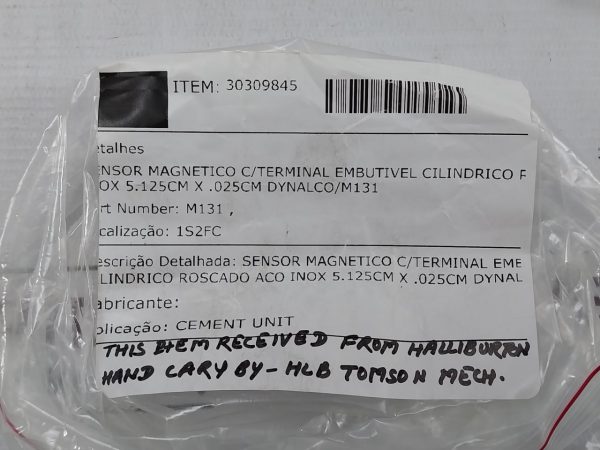 ITEM: 30309845
etalhes
ENSOR MAGNETICO C/TERMINAL EMBUTIVEL CILINDRICO
NOX 5.125CM X .025CM DYNALCO/M131
rt Number: M131 ,
calização: 1S2FC
escrição Detalhada: SENSOR MAGNETICO C/TERMINAL EME
ILINDRICO ROSCADO ACO INOX 5.125CM X .025CM DYNAL
abricante:
plicação: CEMENT UNIT
THIS ITEM RECEIVED FROM HALLIBURTON
HAND CARY BY - HLB TOMSON MECH.